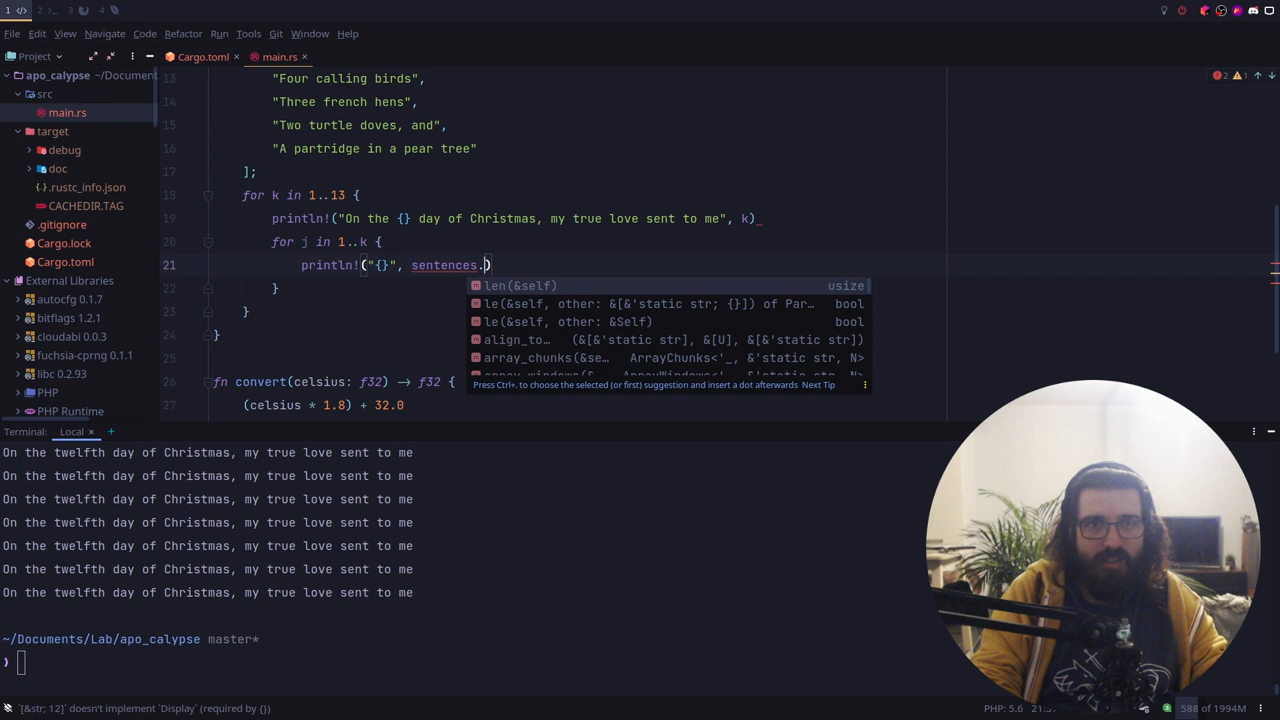 1 </> 2 3 4
File Edit View Navigate Code Refactor Run Tools Git Window Help
Project
Cargo.toml ×
main.rs ×
apo_calypse ~/Document
src
main.rs
target
debug
doc
.rustc_info.json
CACHEDIR.TAG
.gitignore
Cargo.lock
Cargo.toml
External Libraries
autocfg 0.1.7
bitflags 1.2.1
cloudabi 0.0.3
fuchsia-cprng 0.1.1
libc 0.2.93
PHP
PHP Runtime
2 1
13 "Four calling birds",
14 "Three french hens",
15 "Two turtle doves, and",
16 "A partridge in a pear tree"
17 ];
18 for k in 1..13 {
19 println!("On the {} day of Christmas, my true love sent to me", k)
20 for j in 1..k {
21 println!("{}", sentences.)
22 }
23 }
24 }
25
26 fn convert(celsius: f32) → f32 {
27 (celsius * 1.8) + 32.0
len(&self) usize
le(&self, other: &[&'static str; {}]) of Par… bool
le(&self, other: &Self) bool
align_to… (&[&'static str], &[U], &[&'static str])
array_chunks(&se… ArrayChunks<'_, &'static str, N>
Press Ctrl+. to choose the selected (or first) suggestion and insert a dot afterwards Next Tip
Terminal: Local × +
On the twelfth day of Christmas, my true love sent to me
On the twelfth day of Christmas, my true love sent to me
On the twelfth day of Christmas, my true love sent to me
On the twelfth day of Christmas, my true love sent to me
On the twelfth day of Christmas, my true love sent to me
On the twelfth day of Christmas, my true love sent to me
On the twelfth day of Christmas, my true love sent to me
~/Documents/Lab/apo_calypse master*
❯
`[&str; 12]` doesn't implement `Display` (required by {})
PHP: 5.6
588 of 1994M